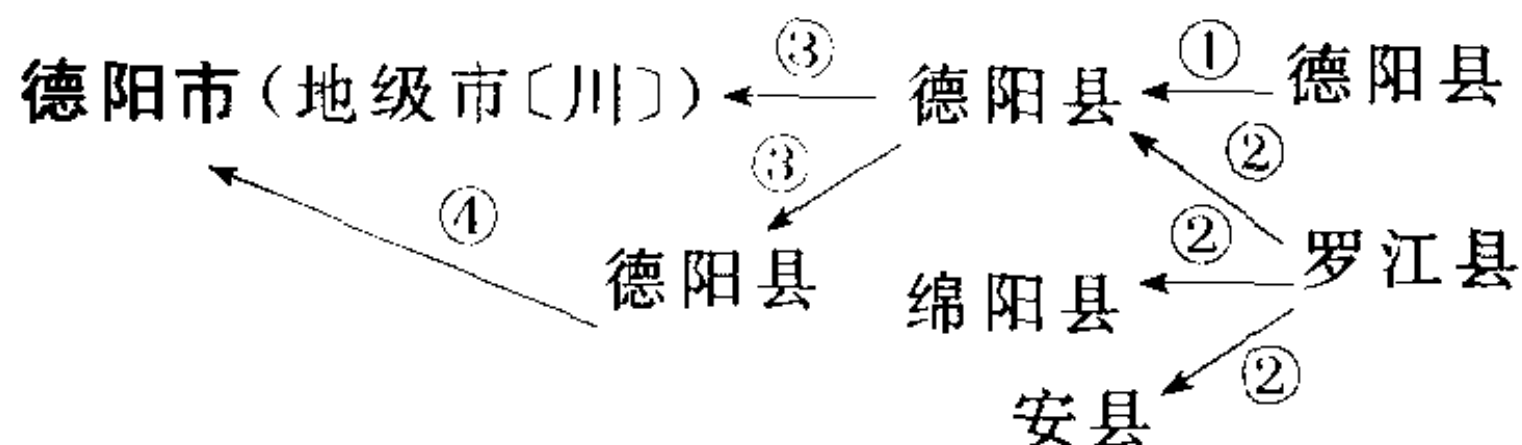 德阳市(地级市〔川〕) ③ 德阳县 ① 德阳县
③ ②
④ ② 罗江县
德阳县 绵阳县
② 安县